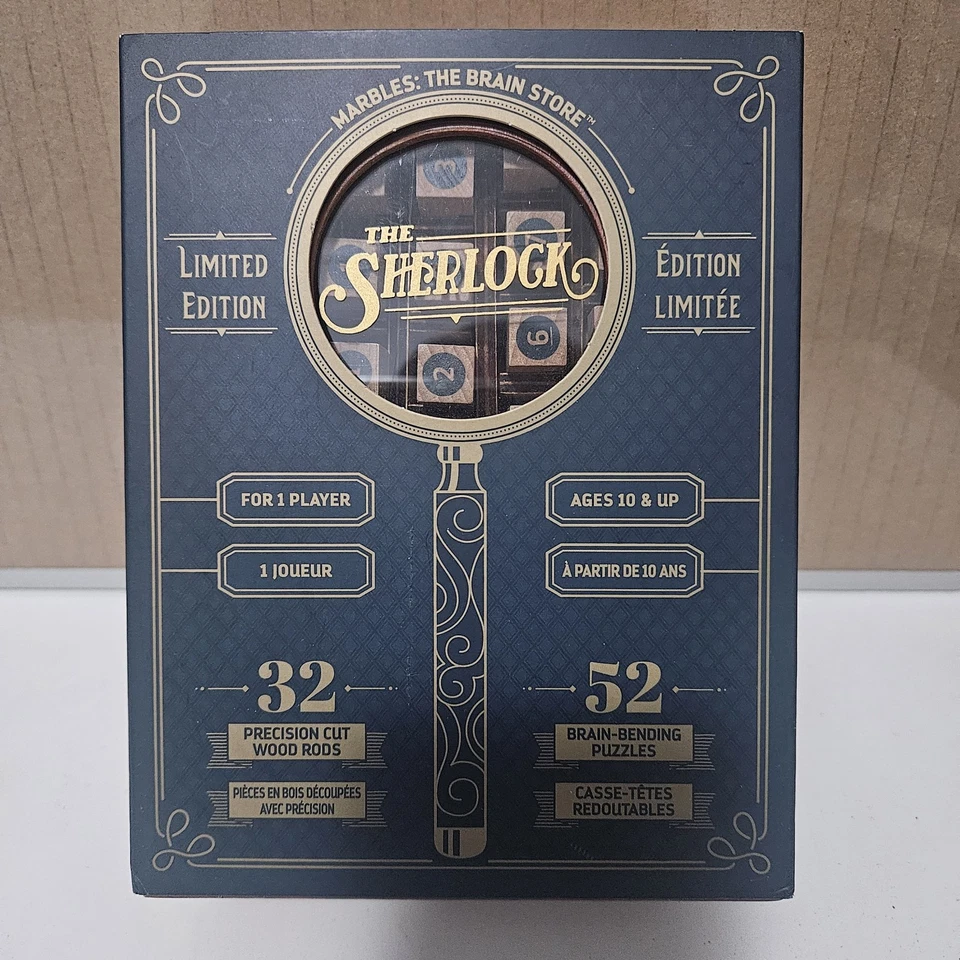 MARBLES: THE BRAIN STORE™
THE
SHERLOCK
LIMITED
EDITION
ÉDITION
LIMITÉE
2
6
FOR 1 PLAYER
1 JOUEUR
AGES 10 & UP
À PARTIR DE 10 ANS
32
PRECISION CUT
WOOD RODS
PIÈCES EN BOIS DÉCOUPÉES
AVEC PRÉCISION
52
BRAIN-BENDING
PUZZLES
CASSE-TÊTES
REDOUTABLES